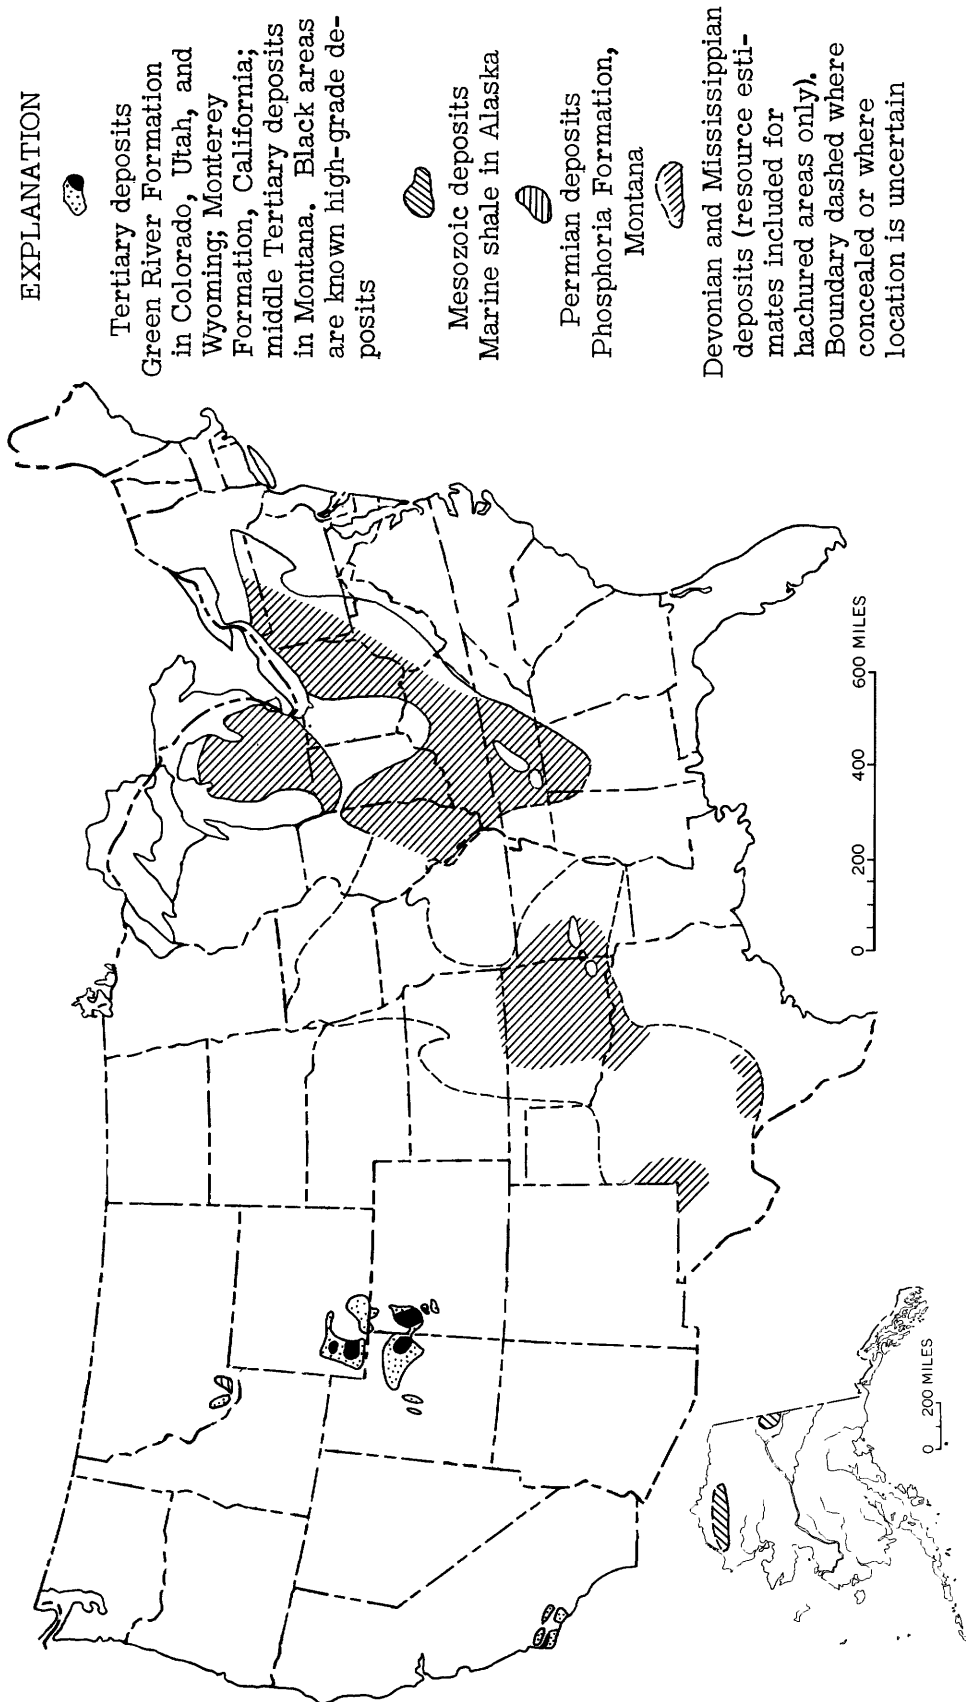 EXPLANATION
Tertiary deposits
Green River Formation
in Colorado, Utah, and
Wyoming; Monterey
Formation, California;
middle Tertiary deposits
in Montana. Black areas
are known high-grade de-
posits
Mesozoic deposits
Marine shale in Alaska
Permian deposits
Phosphoria Formation,
Montana
Devonian and Mississippian
deposits (resource esti-
mates included for
hachured areas only).
Boundary dashed where
concealed or where
location is uncertain
0 200 400 600 MILES
0 200 MILES